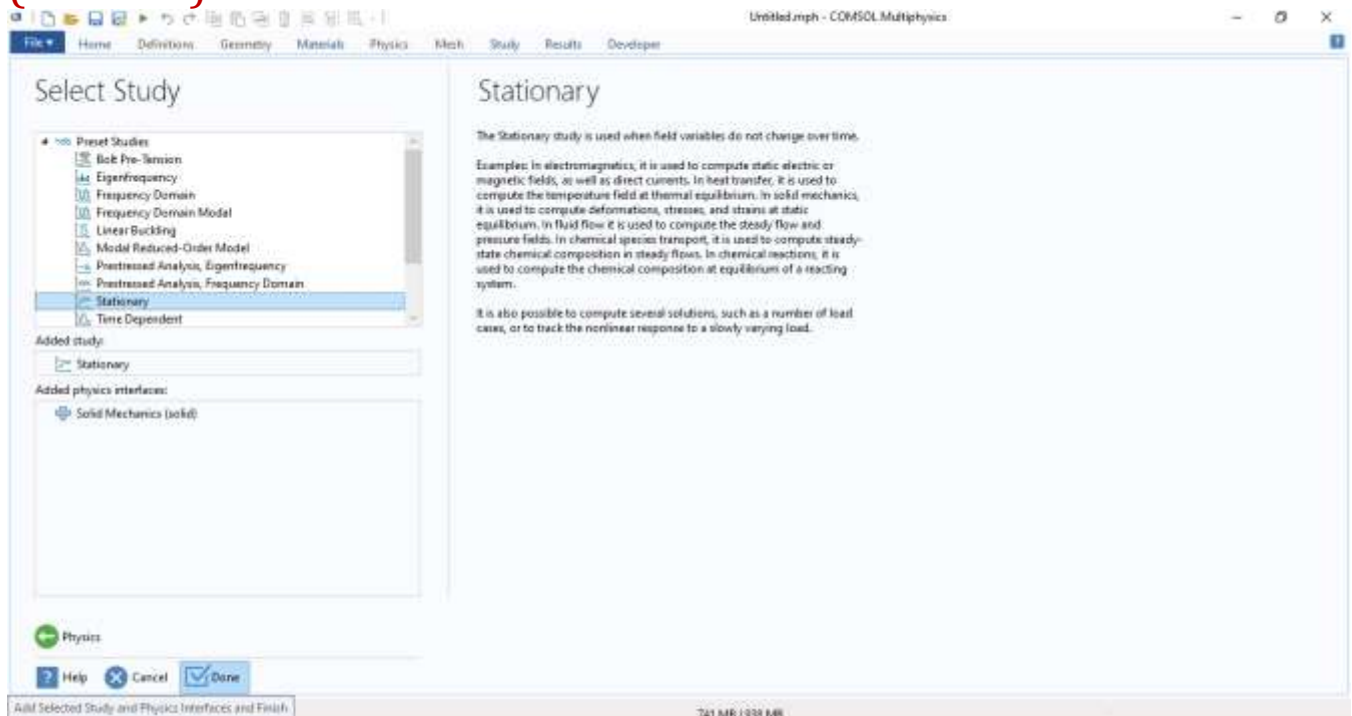 Untitled.mph - COMSOL Multiphysics
File Home Definitions Geometry Materials Physics Mesh Study Results Developer
Select Study
Preset Studies
Bolt Pre-Tension
Eigenfrequency
Frequency Domain
Frequency Domain Modal
Linear Buckling
Modal Reduced-Order Model
Prestressed Analysis, Eigenfrequency
Prestressed Analysis, Frequency Domain
Stationary
Time Dependent
Added study:
Stationary
Added physics interfaces:
Solid Mechanics (solid)
Physics
Help Cancel Done
Add Selected Study and Physics Interfaces and Finish
Stationary
The Stationary study is used when field variables do not change over time.
Examples: In electromagnetics, it is used to compute static electric or
magnetic fields, as well as direct currents. In heat transfer, it is used to
compute the temperature field at thermal equilibrium. In solid mechanics,
it is used to compute deformations, stresses, and strains at static
equilibrium. In fluid flow it is used to compute the steady flow and
pressure fields. In chemical species transport, it is used to compute steady-
state chemical composition in steady flows. In chemical reactions, it is
used to compute the chemical composition at equilibrium of a reacting
system.
It is also possible to compute several solutions, such as a number of load
cases, or to track the nonlinear response to a slowly varying load.
741 MB | 938 MB